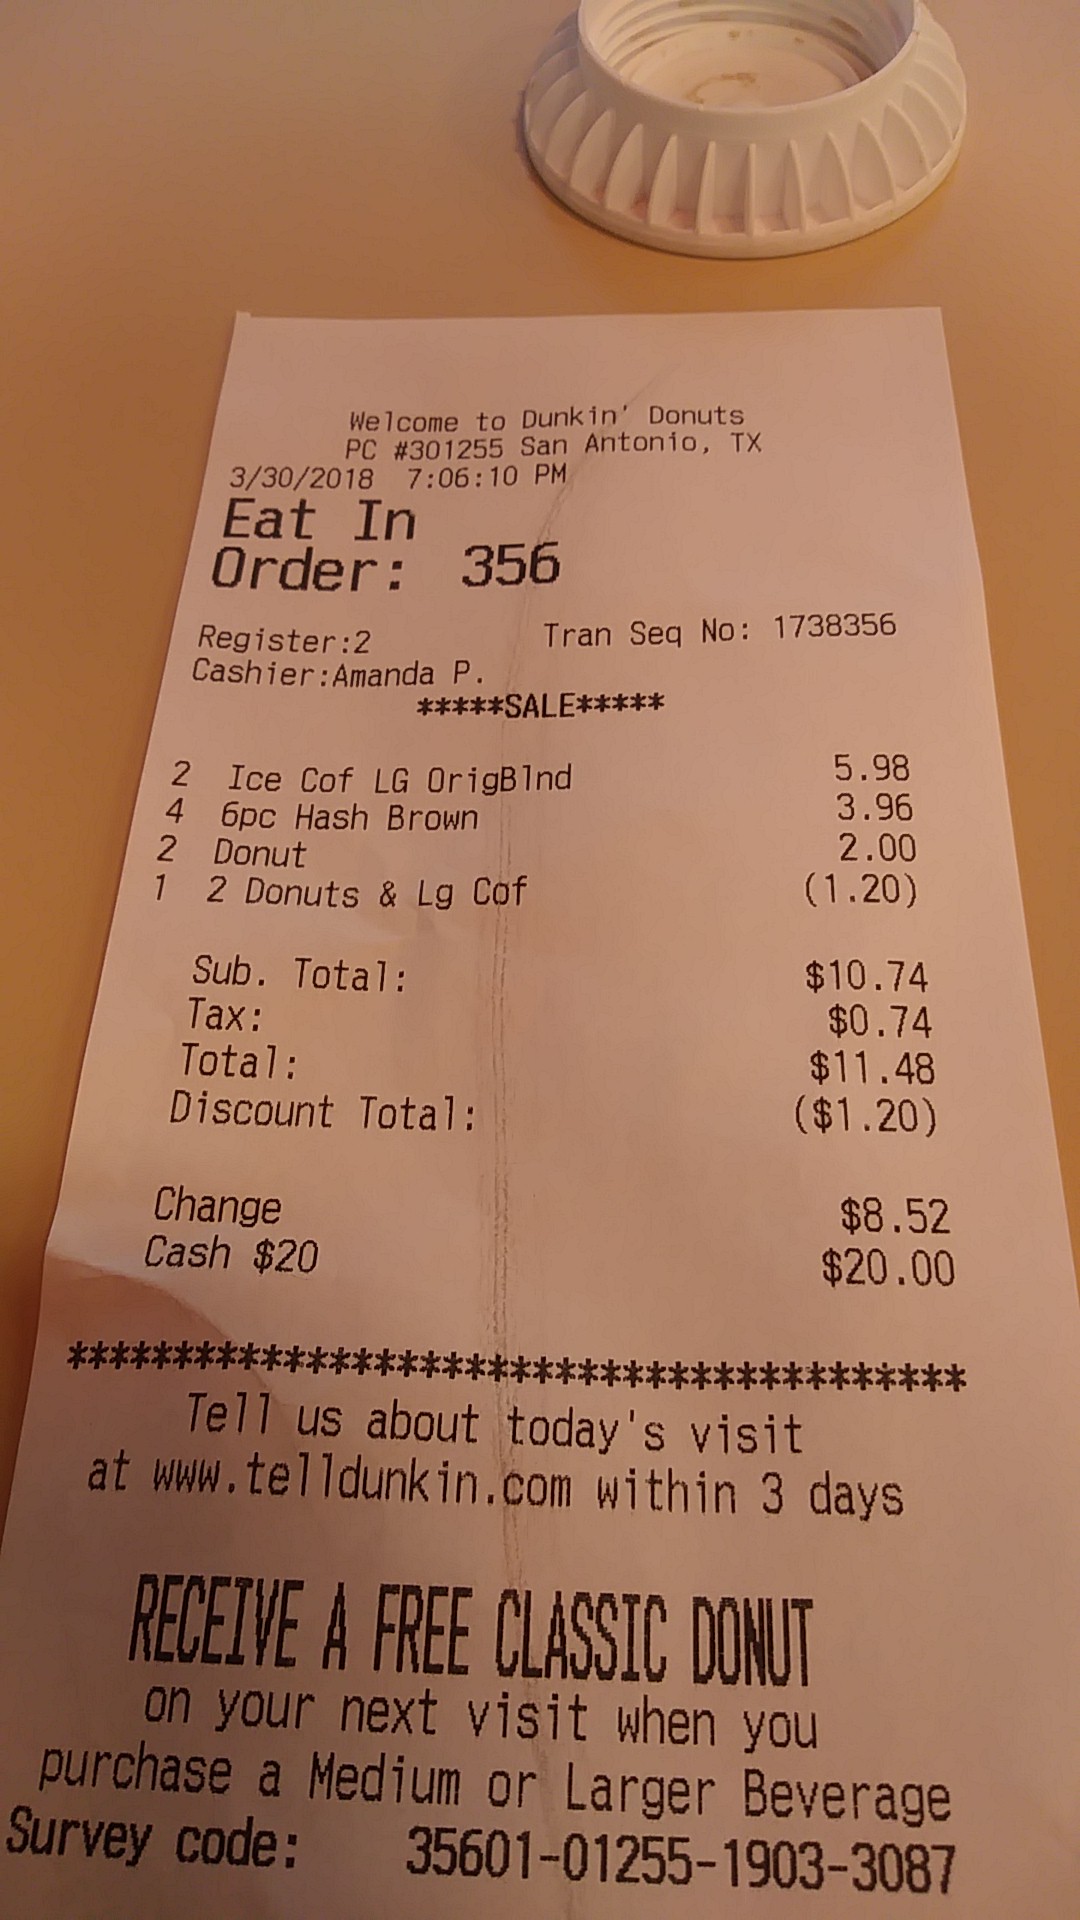 Welcome to Dunkin' Donuts
PC #301255 San Antonio, TX
3/30/2018 7:06:10 PM
Eat In
Order: 356
Register:2 Tran Seq No: 1738356
Cashier:Amanda P.
*****SALE*****
2 Ice Cof LG OrigBlnd 5.98
4 6pc Hash Brown 3.96
2 Donut 2.00
1 2 Donuts & Lg Cof (1.20)
Sub. Total: $10.74
Tax: $0.74
Total: $11.48
Discount Total: ($1.20)
Change $8.52
Cash $20 $20.00
****************************************
Tell us about today's visit
at www.telldunkin.com within 3 days
RECEIVE A FREE CLASSIC DONUT
on your next visit when you
purchase a Medium or Larger Beverage
Survey code: 35601-01255-1903-3087